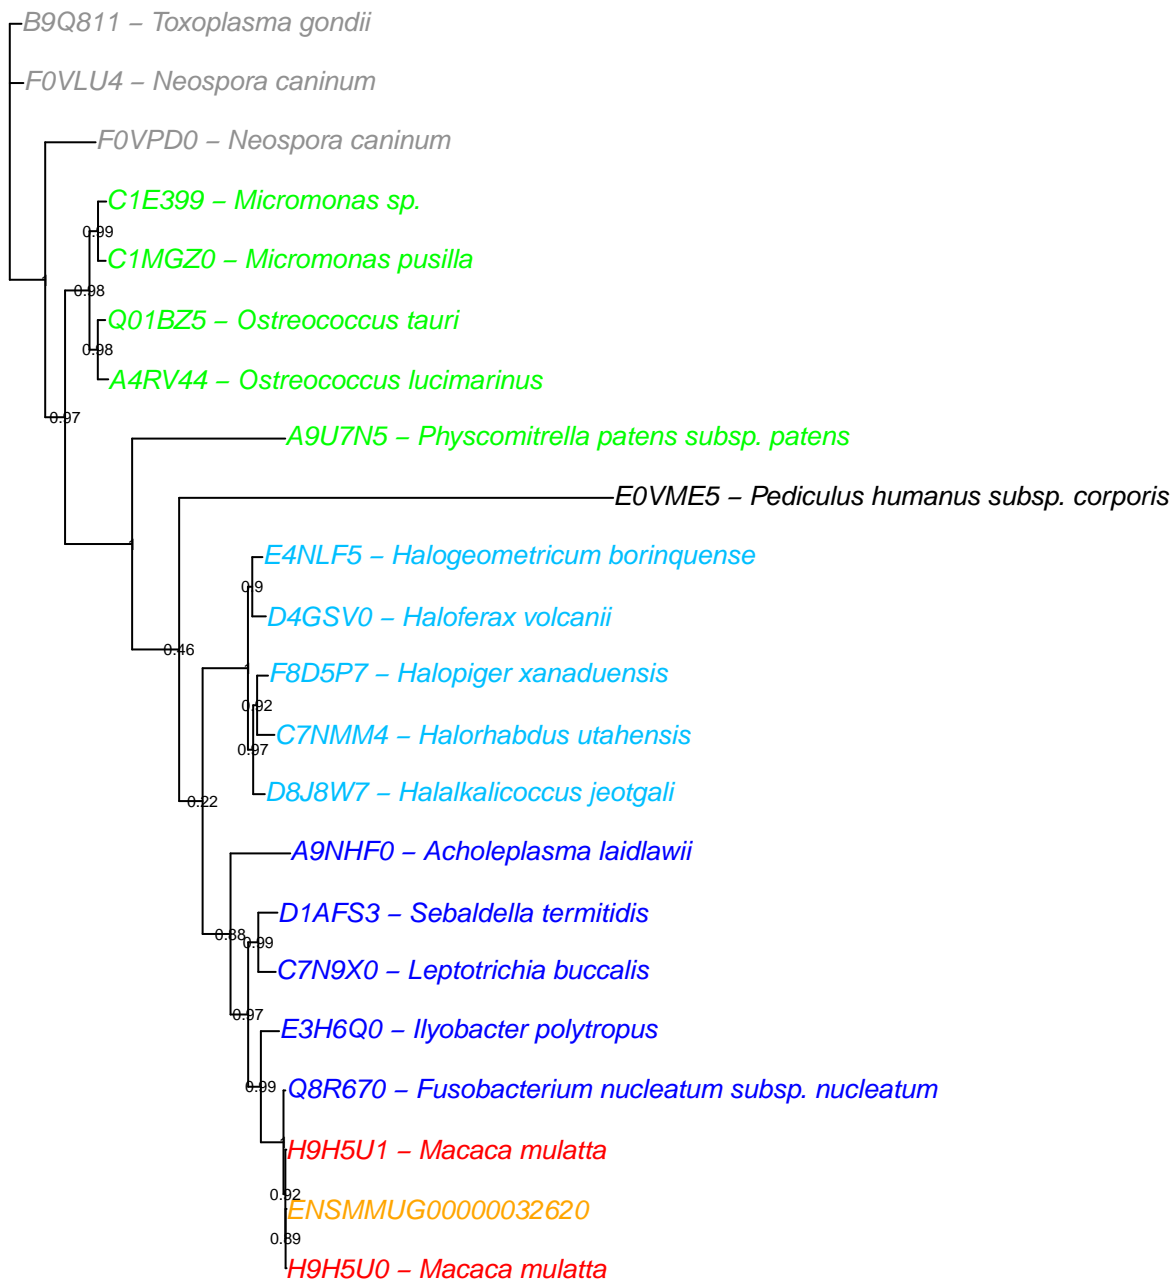 B9Q811 – Toxoplasma gondii
F0VLU4 – Neospora caninum
F0VPD0 – Neospora caninum
C1E399 – Micromonas sp.
0.99
C1MGZ0 – Micromonas pusilla
1
0.98
Q01BZ5 – Ostreococcus tauri
0.98
A4RV44 – Ostreococcus lucimarinus
0.97
A9U7N5 – Physcomitrella patens subsp. patens
E0VME5 – Pediculus humanus subsp. corporis
1
E4NLF5 – Halogeometricum borinquense
0.9
D4GSV0 – Haloferax volcanii
0.46
1
F8D5P7 – Halopiger xanaduensis
0.92
C7NMM4 – Halorhabdus utahensis
0.97
D8J8W7 – Halalkalicoccus jeotgali
0.22
A9NHF0 – Acholeplasma laidlawii
D1AFS3 – Sebaldella termitidis
0.88
0.99
C7N9X0 – Leptotrichia buccalis
0.97
E3H6Q0 – Ilyobacter polytropus
0.99
Q8R670 – Fusobacterium nucleatum subsp. nucleatum
1
H9H5U1 – Macaca mulatta
0.92
ENSMMUG00000032620
0.89
H9H5U0 – Macaca mulatta